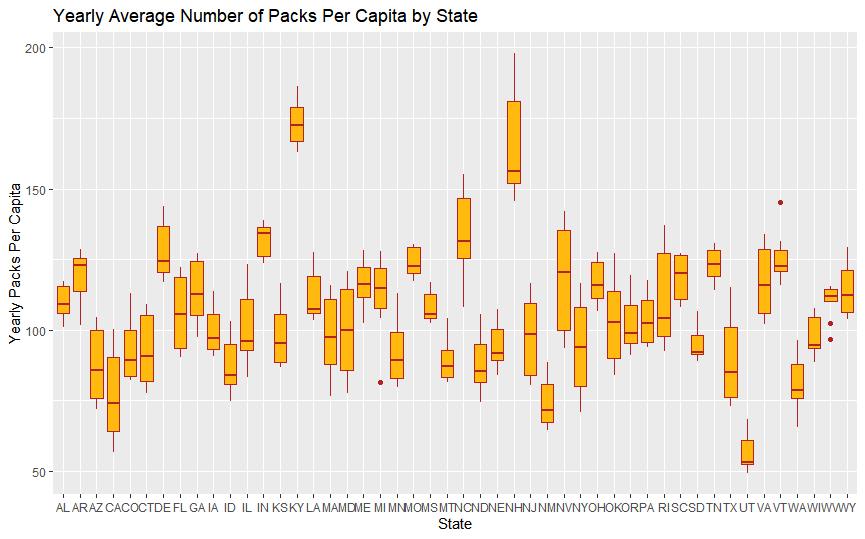 Yearly Average Number of Packs Per Capita by State
Yearly Packs Per Capita
200
150
100
50
AL AR AZ CA CO CT DE FL GA IA ID IL IN KS KY LA MA MD ME MI MN MO MS MT NC ND NE NH NJ NM NV NY OH OK OR PA RI SC SD TN TX UT VA VT WA WI WV WY
State